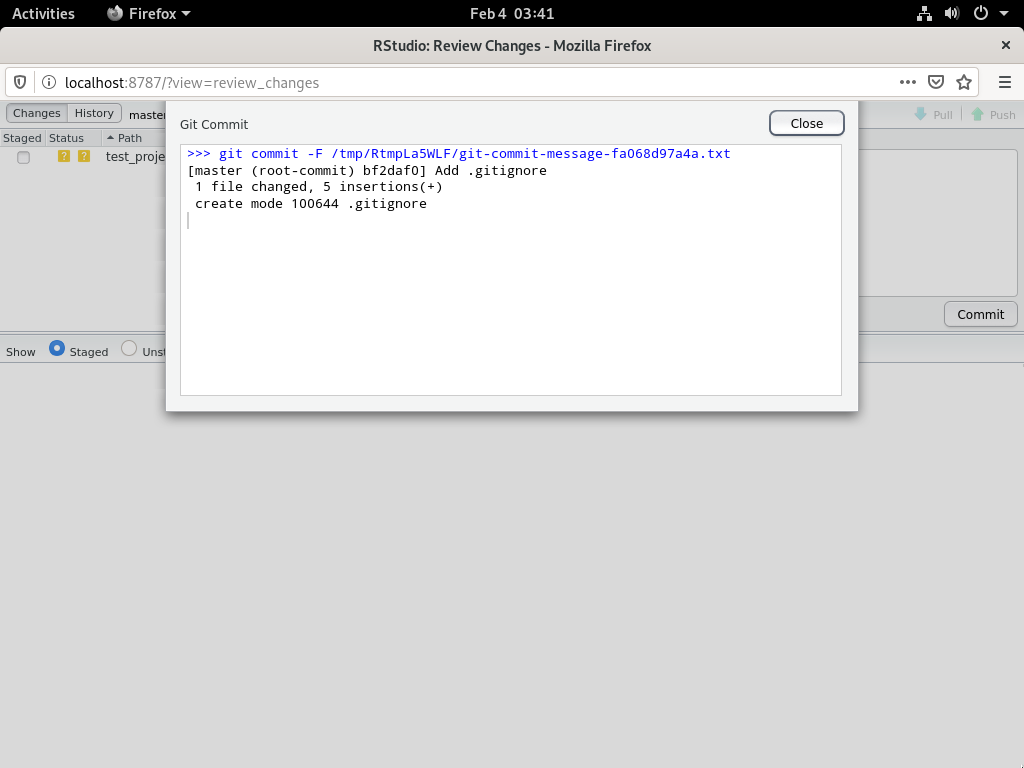 Activities Firefox Feb 4 03:41
RStudio: Review Changes - Mozilla Firefox
localhost:8787/?view=review_changes
Changes History master Pull Push
Staged Status Path
? ? test_proje
Git Commit Close
>>> git commit -F /tmp/RtmpLa5WLF/git-commit-message-fa068d97a4a.txt
[master (root-commit) bf2daf0] Add .gitignore
1 file changed, 5 insertions(+)
create mode 100644 .gitignore
Commit
Show Staged Unst